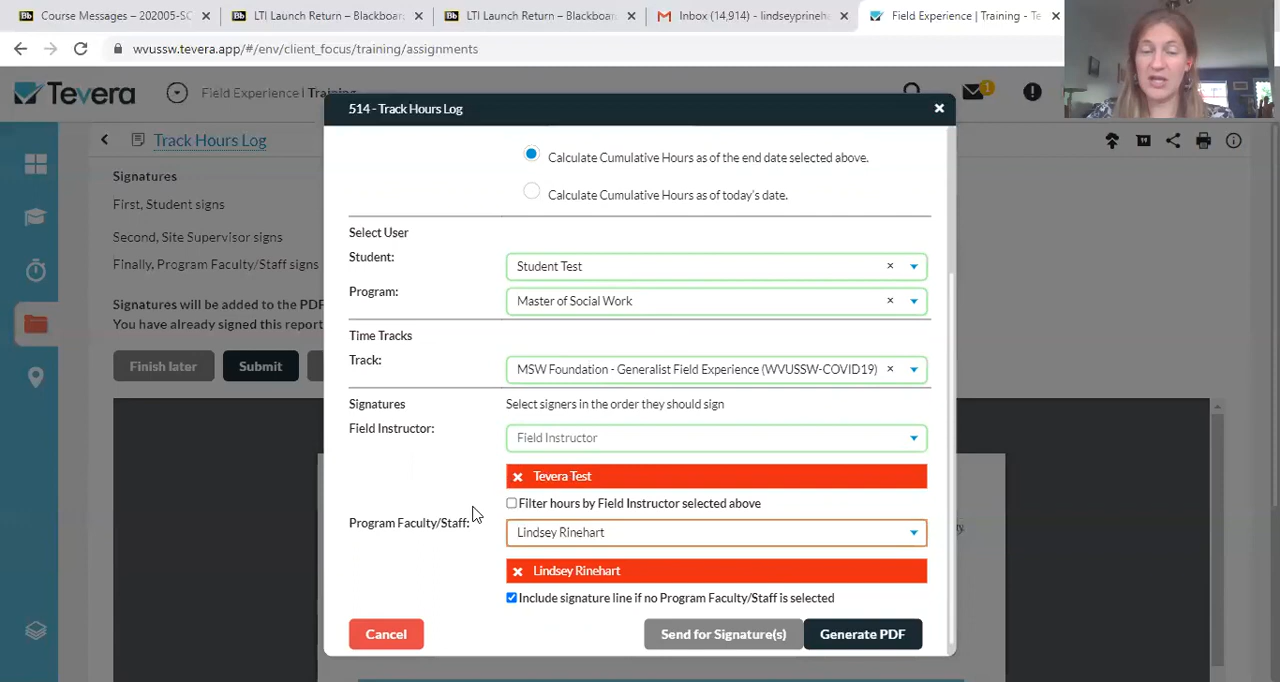 Course Messages – 202005-SC
LTI Launch Return – Blackboar
LTI Launch Return – Blackboar
Inbox (14,914) - lindseyprineha
Field Experience | Training - Te
wvussw.tevera.app/#/env/client_focus/training/assignments
Tevera
Field Experience | Training
1
514 - Track Hours Log
Track Hours Log
Signatures
First, Student signs
Second, Site Supervisor signs
Finally, Program Faculty/Staff signs
Signatures will be added to the PDF
You have already signed this report
Finish later
Submit
Calculate Cumulative Hours as of the end date selected above.
Calculate Cumulative Hours as of today's date.
Select User
Student:
Student Test
Program:
Master of Social Work
Time Tracks
Track:
MSW Foundation - Generalist Field Experience (WVUSSW-COVID19)
Signatures
Select signers in the order they should sign
Field Instructor:
Field Instructor
Tevera Test
Filter hours by Field Instructor selected above
Program Faculty/Staff:
Lindsey Rinehart
Lindsey Rinehart
Include signature line if no Program Faculty/Staff is selected
Cancel
Send for Signature(s)
Generate PDF